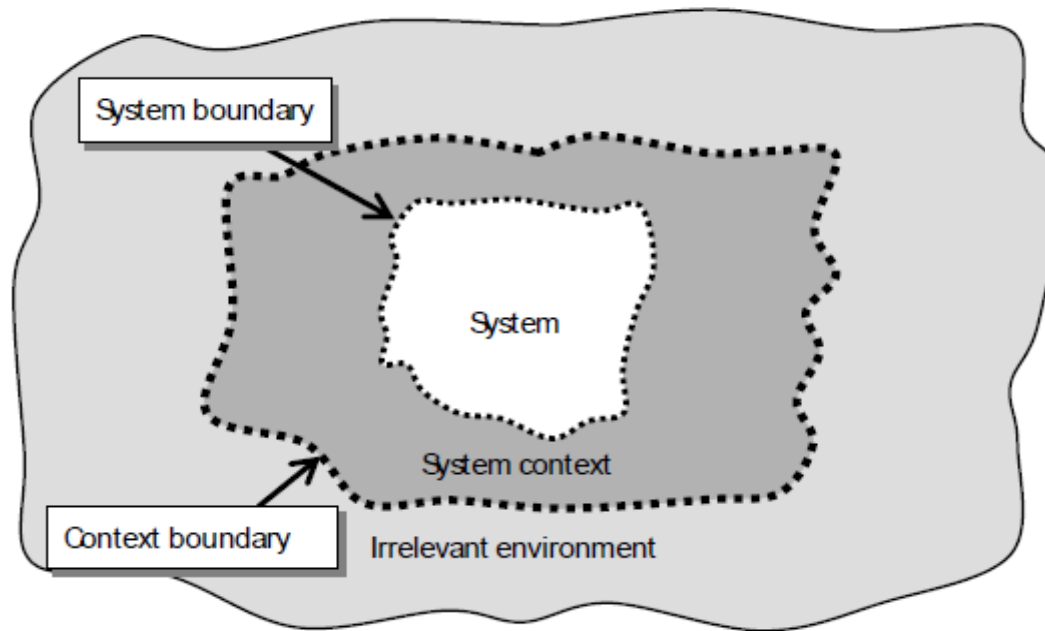 System boundary
System
System context
Context boundary
Irrelevant environment